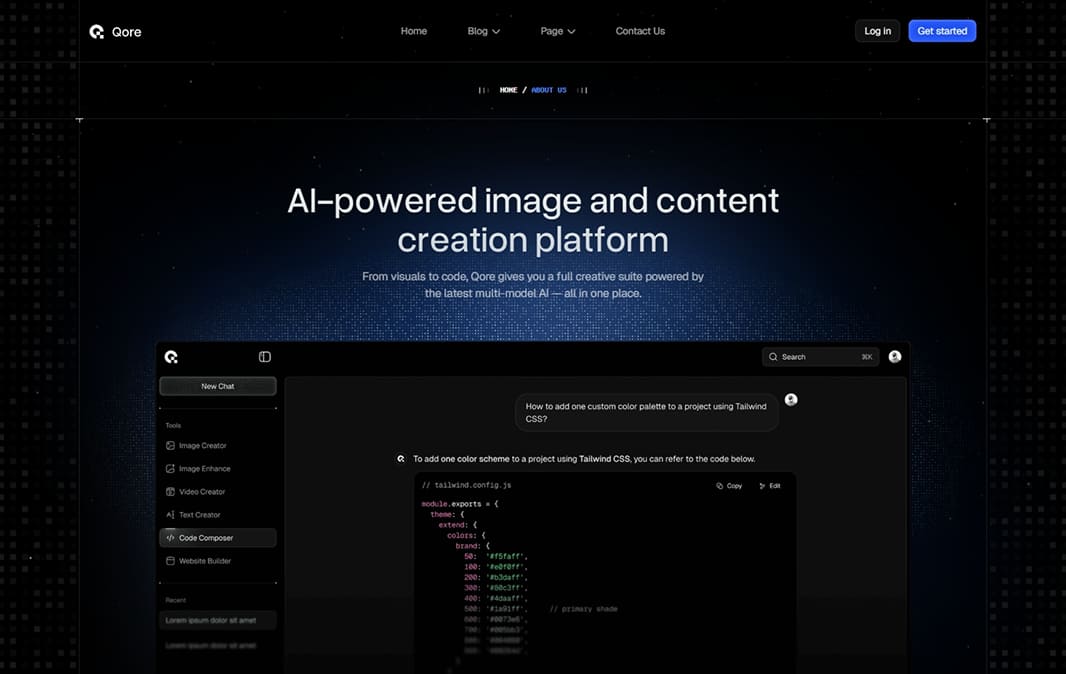 Qore
Home
Blog
Page
Contact Us
Log in
Get started
HOME / ABOUT US
AI-powered image and content
creation platform
From visuals to code, Qore gives you a full creative suite powered by
the latest multi-model AI — all in one place.
Search
⌘K
New Chat
Tools
Image Creator
Image Enhance
Video Creator
Text Creator
Code Composer
Website Builder
Recent
Lorem ipsum dolor sit amet
Lorem ipsum dolor sit amet
How to add one custom color palette to a project using Tailwind
CSS?
To add one color scheme to a project using Tailwind CSS, you can refer to the code below.
// tailwind.config.js
Copy
Edit
module.exports = {
theme: {
extend: {
colors: {
brand: {
50: '#f5faff',
100: '#e0f0ff',
200: '#b3daff',
300: '#80c3ff',
400: '#4daaff',
500: '#1a91ff', // primary shade
600: '#0073e6',
700: '#005bb3',